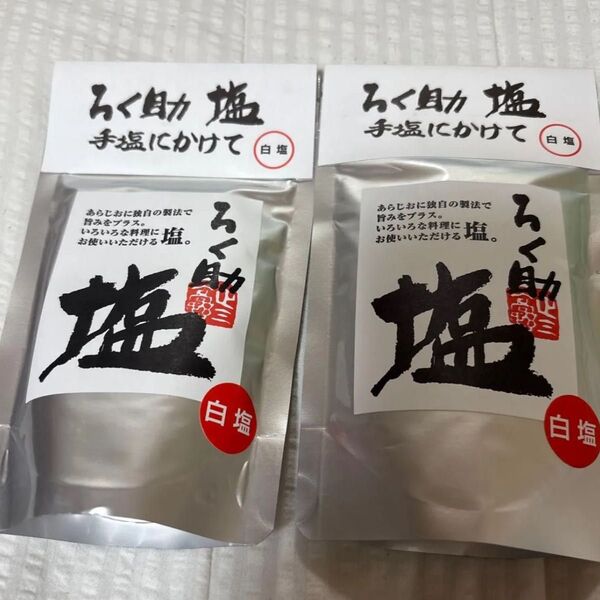 ろく助 塩
手塩にかけて
白塩
あらじおに独自の製法で
旨みをプラス。
いろいろな料理に
お使いいただける 塩。
ろく助
塩
白塩
ろく助 塩
手塩にかけて
白塩
あらじおに独自の製法で
旨みをプラス。
いろいろな料理に
お使いいただける 塩。
ろく助
塩
白塩